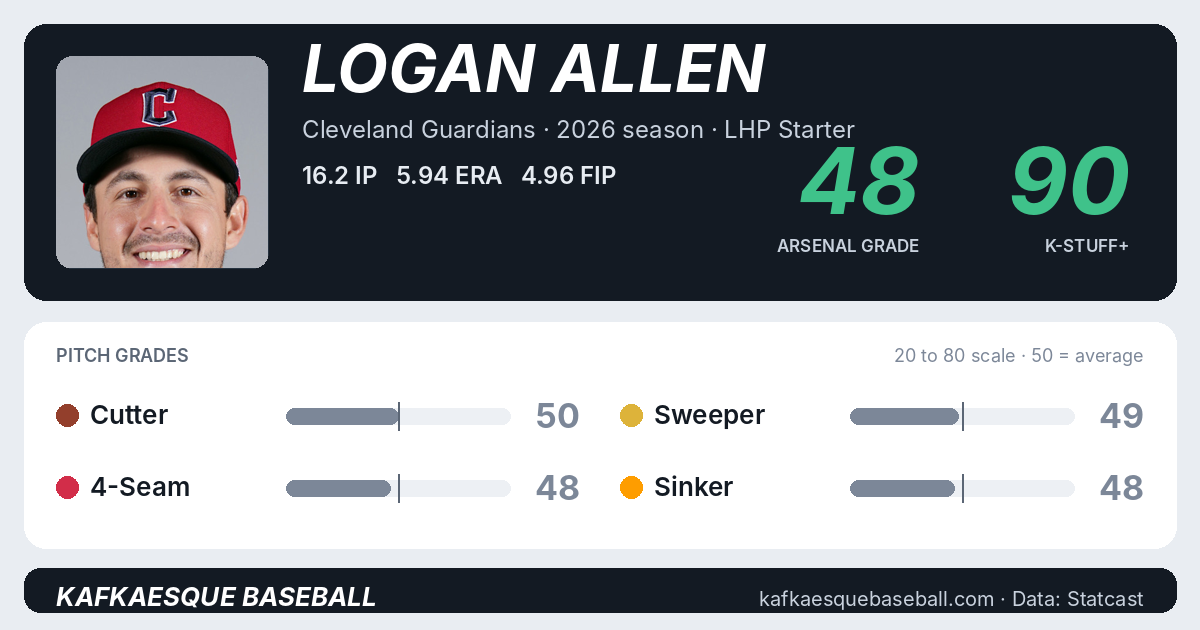 LOGAN ALLEN
Cleveland Guardians · 2026 season · LHP Starter
16.2 IP 5.94 ERA 4.96 FIP
48 90
ARSENAL GRADE K-STUFF+
C
PITCH GRADES 20 to 80 scale · 50 = average
Cutter 50 Sweeper 49
4-Seam 48 Sinker 48
KAFKAESQUE BASEBALL kafkaesquebaseball.com · Data: Statcast